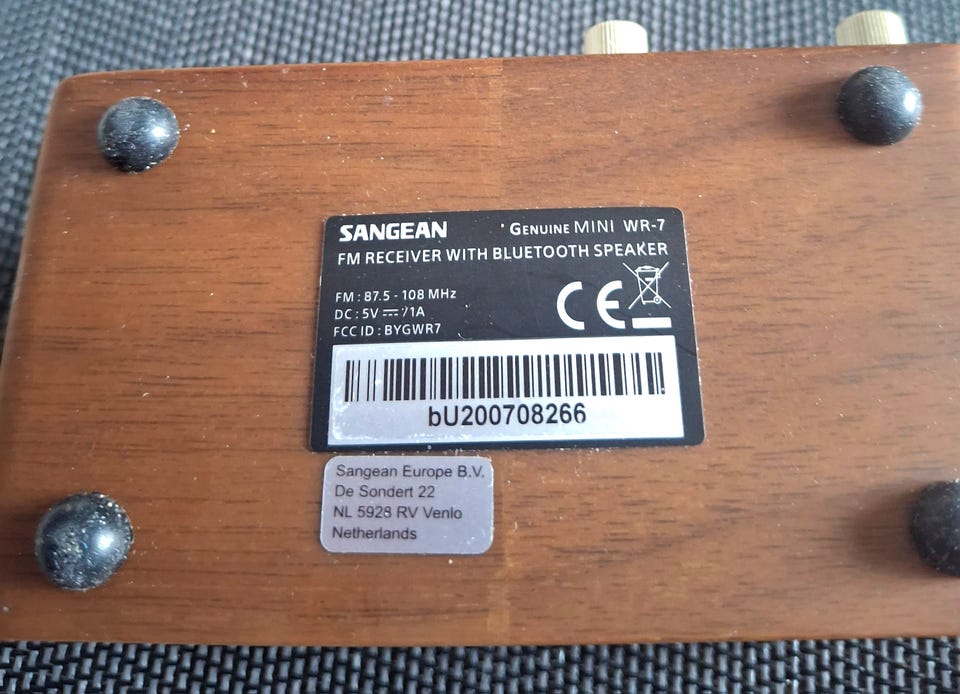 SANGEAN GENUINE MINI WR-7
FM RECEIVER WITH BLUETOOTH SPEAKER
FM : 87.5 - 108 MHz
DC : 5V ⎓ / 1A
FCC ID : BYGWR7
CE
bU200708266
Sangean Europe B.V.
De Sondert 22
NL 5928 RV Venlo
Netherlands